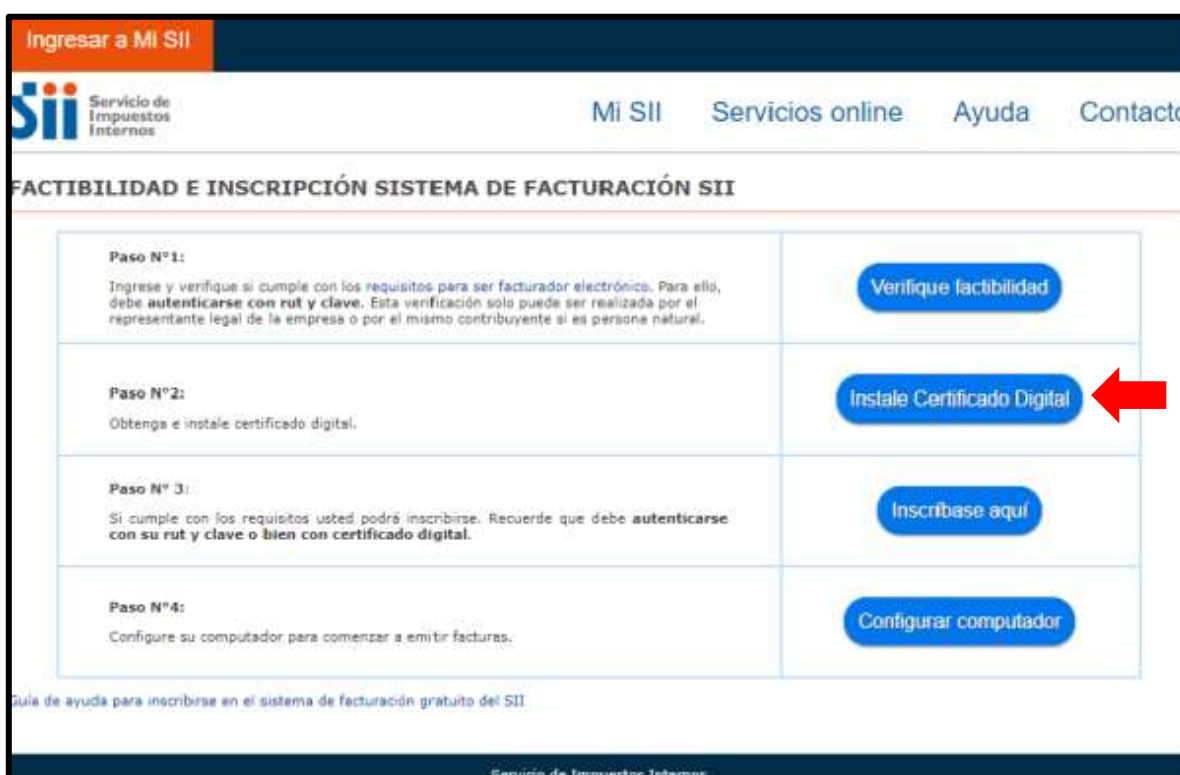 Ingresar a Mi SII
Sii Servicio de
Impuestos
Internos
Mi SII Servicios online Ayuda Contacto
FACTIBILIDAD E INSCRIPCIÓN SISTEMA DE FACTURACIÓN SII
Paso N°1:
Ingrese y verifique si cumple con los requisitos para ser facturador electrónico. Para ello,
debe autenticarse con rut y clave. Esta verificación solo puede ser realizada por el
representante legal de la empresa o por el mismo contribuyente si es persona natural.
Verifique factibilidad
Paso N°2:
Obtenga e instale certificado digital.
Instale Certificado Digital
Paso N° 3:
Si cumple con los requisitos usted podrá inscribirse. Recuerde que debe autenticarse
con su rut y clave o bien con certificado digital.
Inscríbase aquí
Paso N°4:
Configure su computador para comenzar a emitir facturas.
Configurar computador
Guía de ayuda para inscribirse en el sistema de facturación gratuito del SII
Servicio de Impuestos Internos